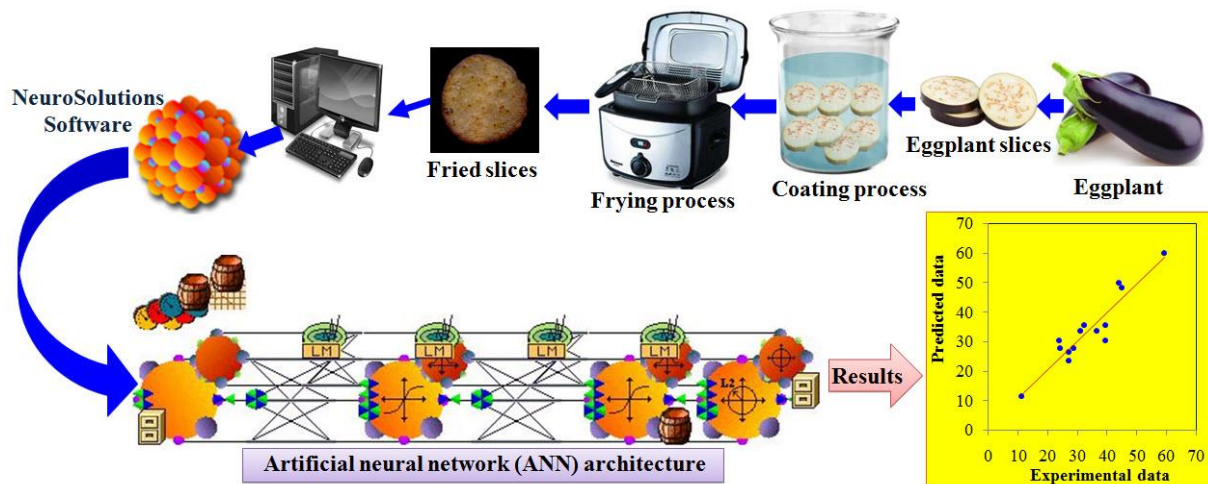 NeuroSolutions
Software
Fried slices
Frying process
Coating process
Eggplant slices
Eggplant
LM
LM
LM
LM
L2
Artificial neural network (ANN) architecture
Results
Predicted data
70
60
50
40
30
20
10
0
0 10 20 30 40 50 60 70
Experimental data